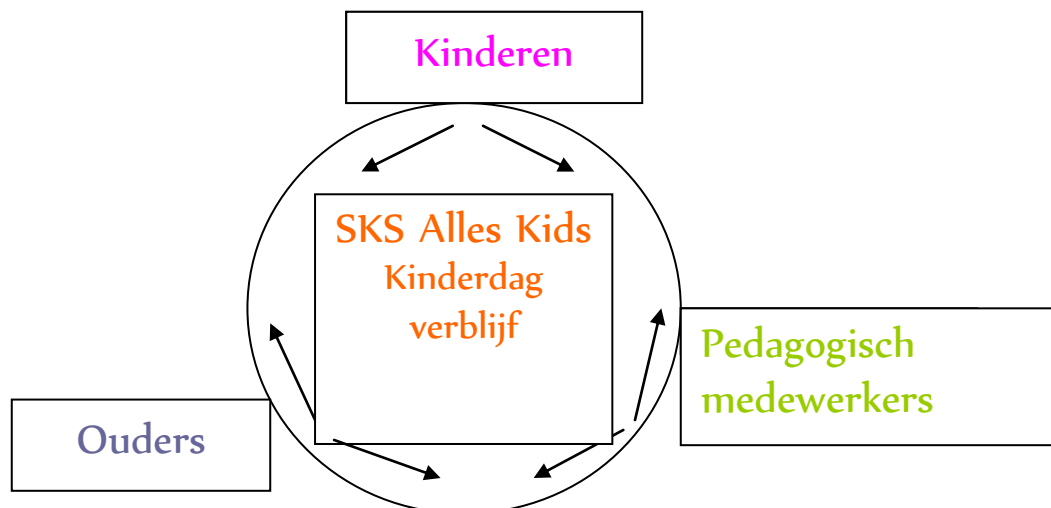 Kinderen
SKS Alles Kids
Kinderdag
verblijf
Pedagogisch
medewerkers
Ouders